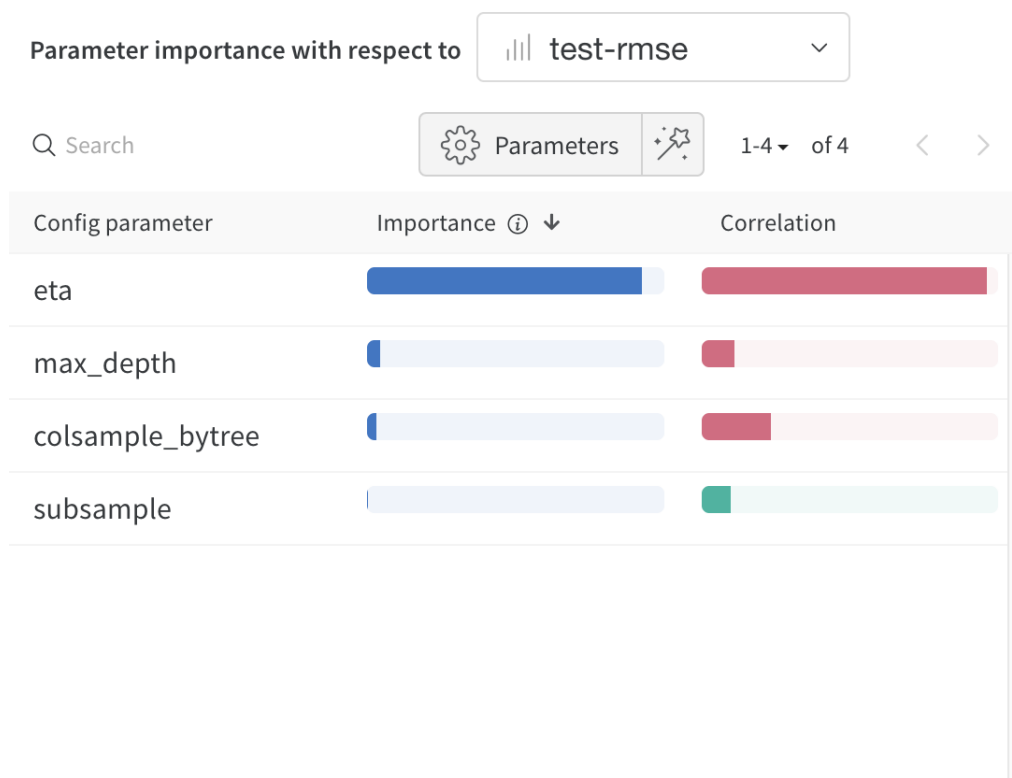 Parameter importance with respect to test-rmse
Search Parameters 1-4 of 4
Config parameter Importance Correlation
eta
max_depth
colsample_bytree
subsample